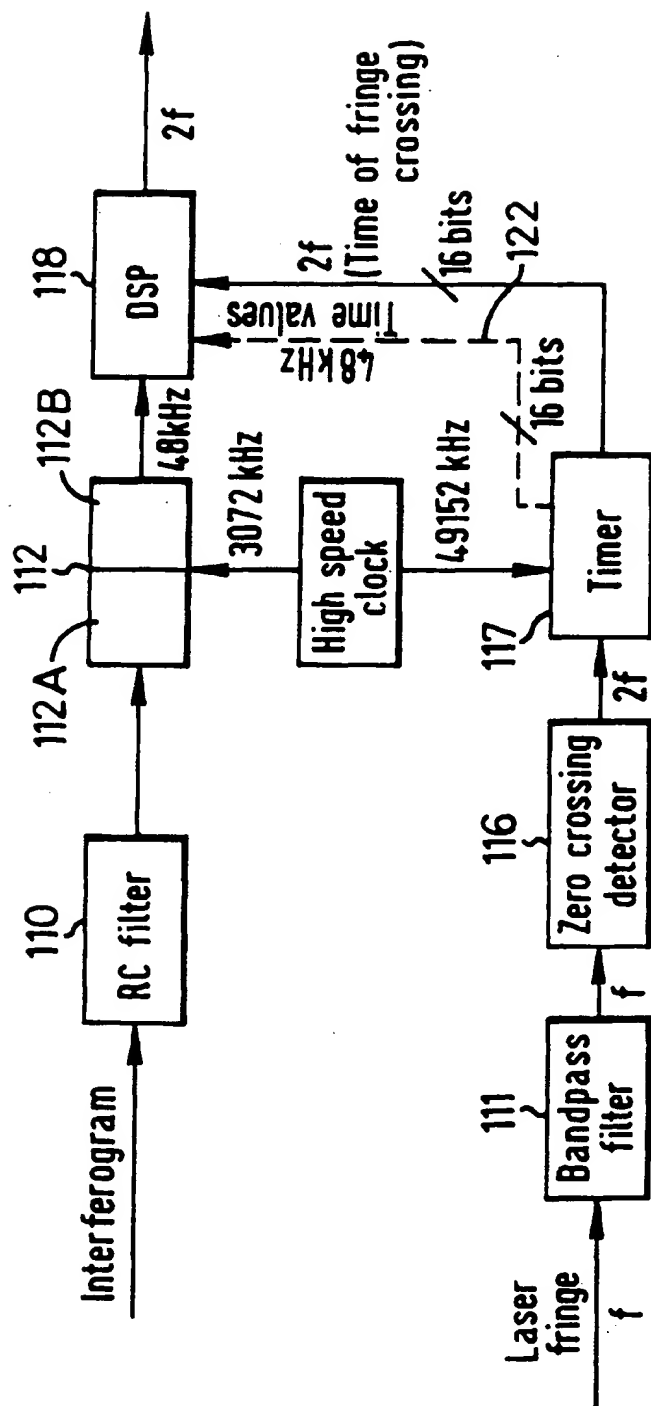 Interferogram
110
RC filter
112A
112
112B
48kHz
118
DSP
2f
3072 kHz
High speed
clock
49152 kHz
48kHz
Time values
2f
(Time of fringe
crossing)
16 bits
122
16 bits
Laser
fringe
f
111
Bandpass
filter
f
116
Zero crossing
detector
2f
117
Timer